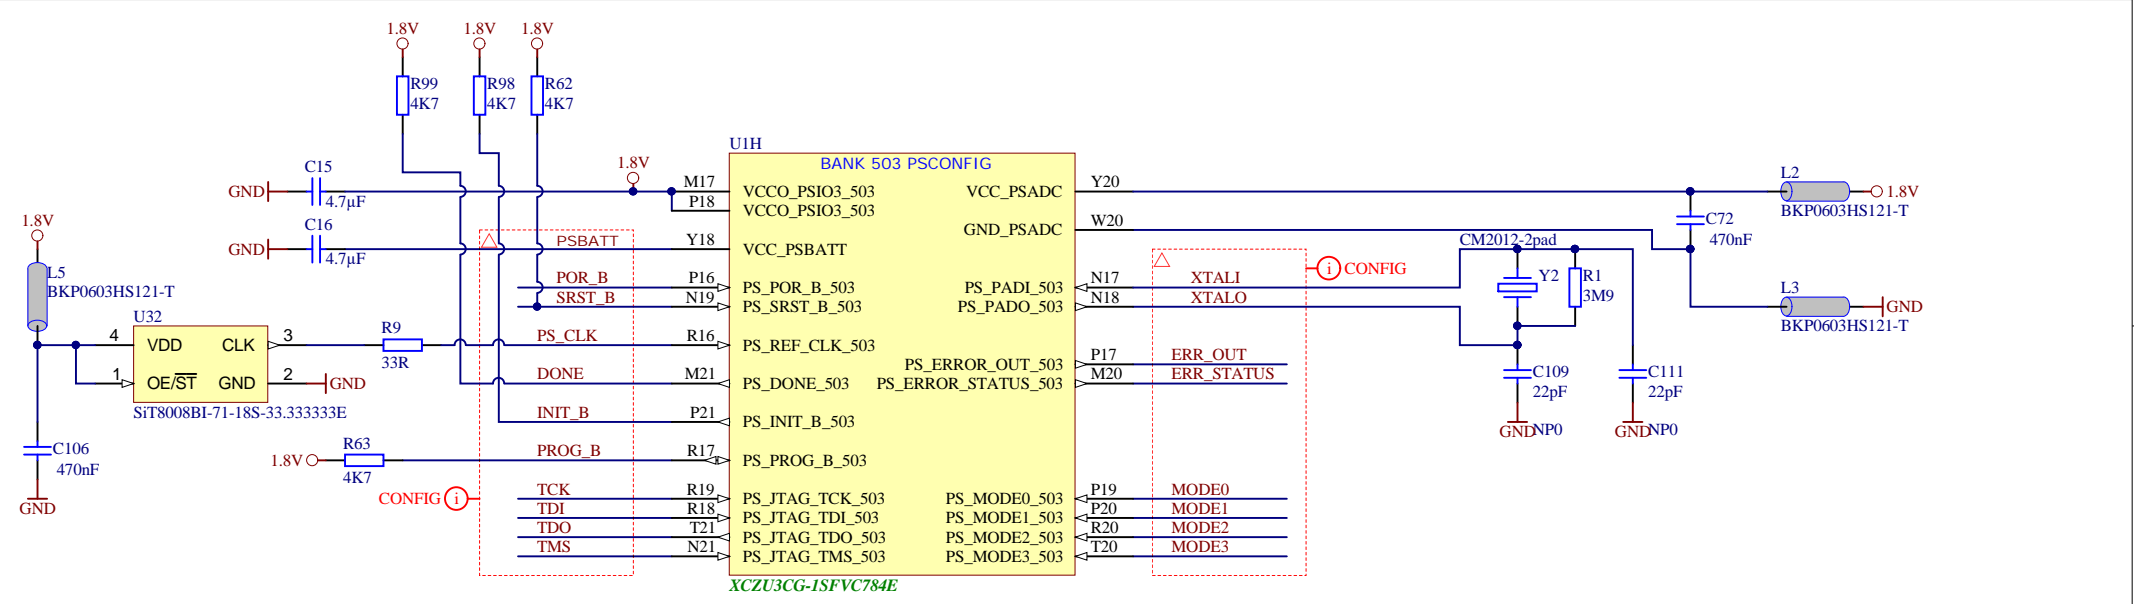 1.8V 1.8V 1.8V
R99 R98 R62
4K7 4K7 4K7
U1H
BANK 503 PSCONFIG
C15 1.8V
GND 4.7µF M17 VCCO_PSIO3_503 VCC_PSADC Y20 L2 1.8V
P18 VCCO_PSIO3_503 BKP0603HS121-T
C16 W20 C72
GND_PSADC 470nF
1.8V GND 4.7µF PSBATT Y18 VCC_PSBATT CM2012-2pad
L5 i CONFIG
BKP0603HS121-T POR_B P16 PS_POR_B_503 PS_PADI_503 N17 XTALI Y2 R1 L3
SRST_B N19 PS_SRST_B_503 PS_PADO_503 N18 XTALO 3M9 GND
U32 BKP0603HS121-T
4 VDD CLK 3 R9 PS_CLK R16 PS_REF_CLK_503
33R PS_ERROR_OUT_503 P17 ERR_OUT
1 OE/ST GND 2 GND DONE M21 PS_DONE_503 PS_ERROR_STATUS_503 M20 ERR_STATUS C109 C111
SiT8008BI-71-18S-33.333333E 22pF 22pF
INIT_B P21 PS_INIT_B_503 GND NP0 GND NP0
C106 R63
470nF 1.8V 4K7 PROG_B R17 PS_PROG_B_503
GND CONFIG i
TCK R19 PS_JTAG_TCK_503 PS_MODE0_503 P19 MODE0
TDI R18 PS_JTAG_TDI_503 PS_MODE1_503 P20 MODE1
TDO T21 PS_JTAG_TDO_503 PS_MODE2_503 R20 MODE2
TMS N21 PS_JTAG_TMS_503 PS_MODE3_503 T20 MODE3
XCZU3CG-1SFVC784E